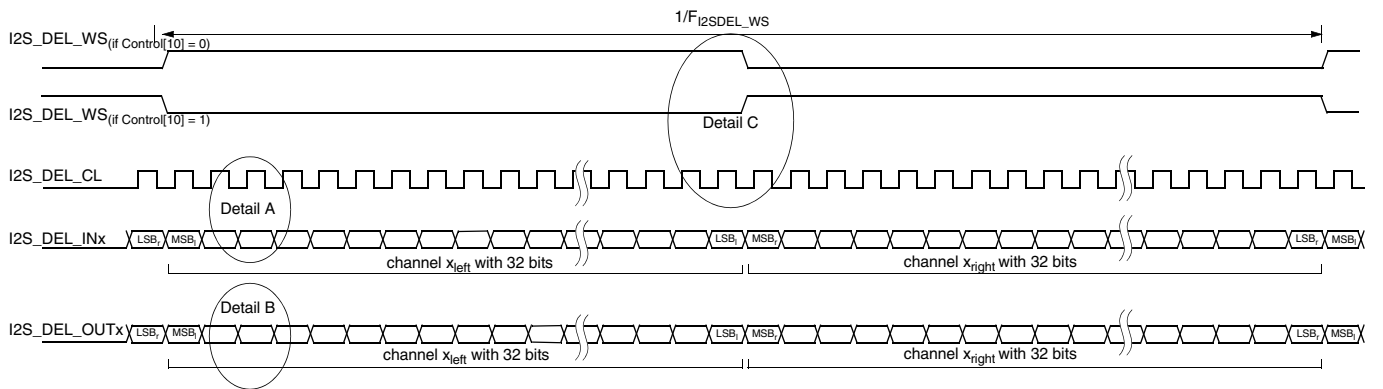 1/F_I2SDEL_WS
I2S_DEL_WS(if Control[10] = 0)
I2S_DEL_WS(if Control[10] = 1)
Detail C
I2S_DEL_CL
Detail A
I2S_DEL_INx LSBr MSBl LSBl MSBr LSBr MSBl
channel xleft with 32 bits channel xright with 32 bits
Detail B
I2S_DEL_OUTx LSBr MSBl LSBl MSBr LSBr MSBl
channel xleft with 32 bits channel xright with 32 bits